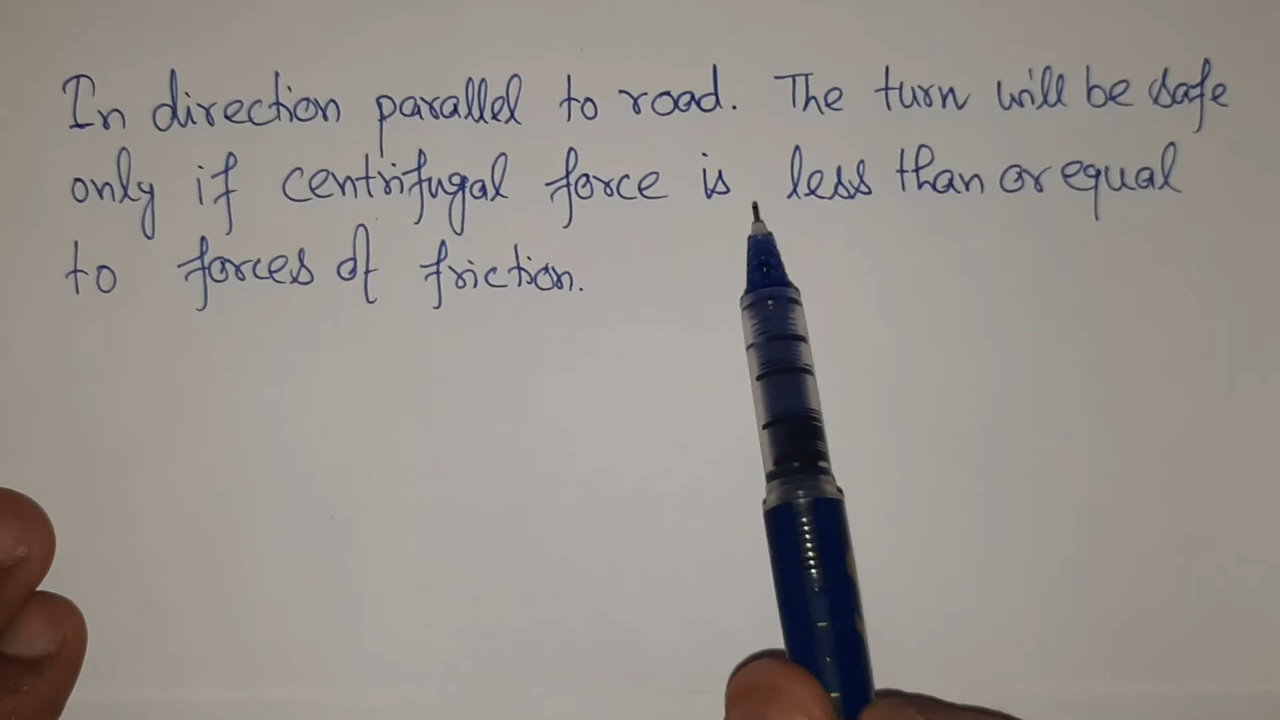 In direction parallel to road. The turn will be safe
only if centrifugal force is less than or equal
to forces of friction.